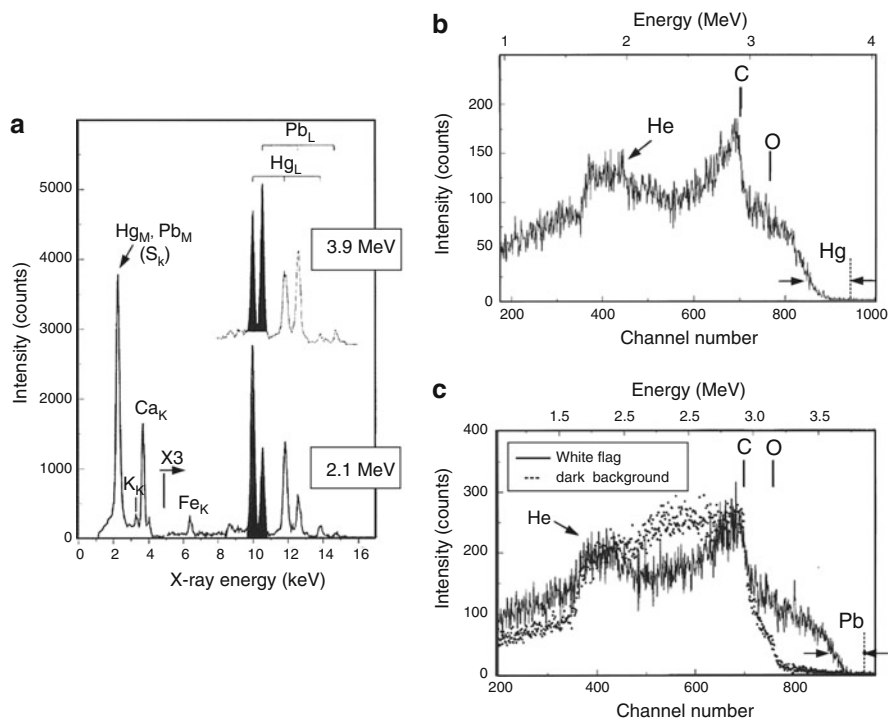 a
Intensity (counts)
5000
4000
3000
2000
1000
0
Pb_L
Hg_L
Hg_M, Pb_M
(S_k)
3.9 MeV
Ca_K
X3
K_K
Fe_K
2.1 MeV
0 2 4 6 8 10 12 14 16
X-ray energy (keV)
b
Energy (MeV)
1 2 3 4
Intensity (counts)
200
150
100
50
0
C
He
O
Hg
200 400 600 800 1000
Channel number
c
Energy (MeV)
1.5 2.5 2.5 3.0 3.5
Intensity (counts)
400
300
200
100
0
White flag
dark background
C
O
He
Pb
200 400 600 800
Channel number